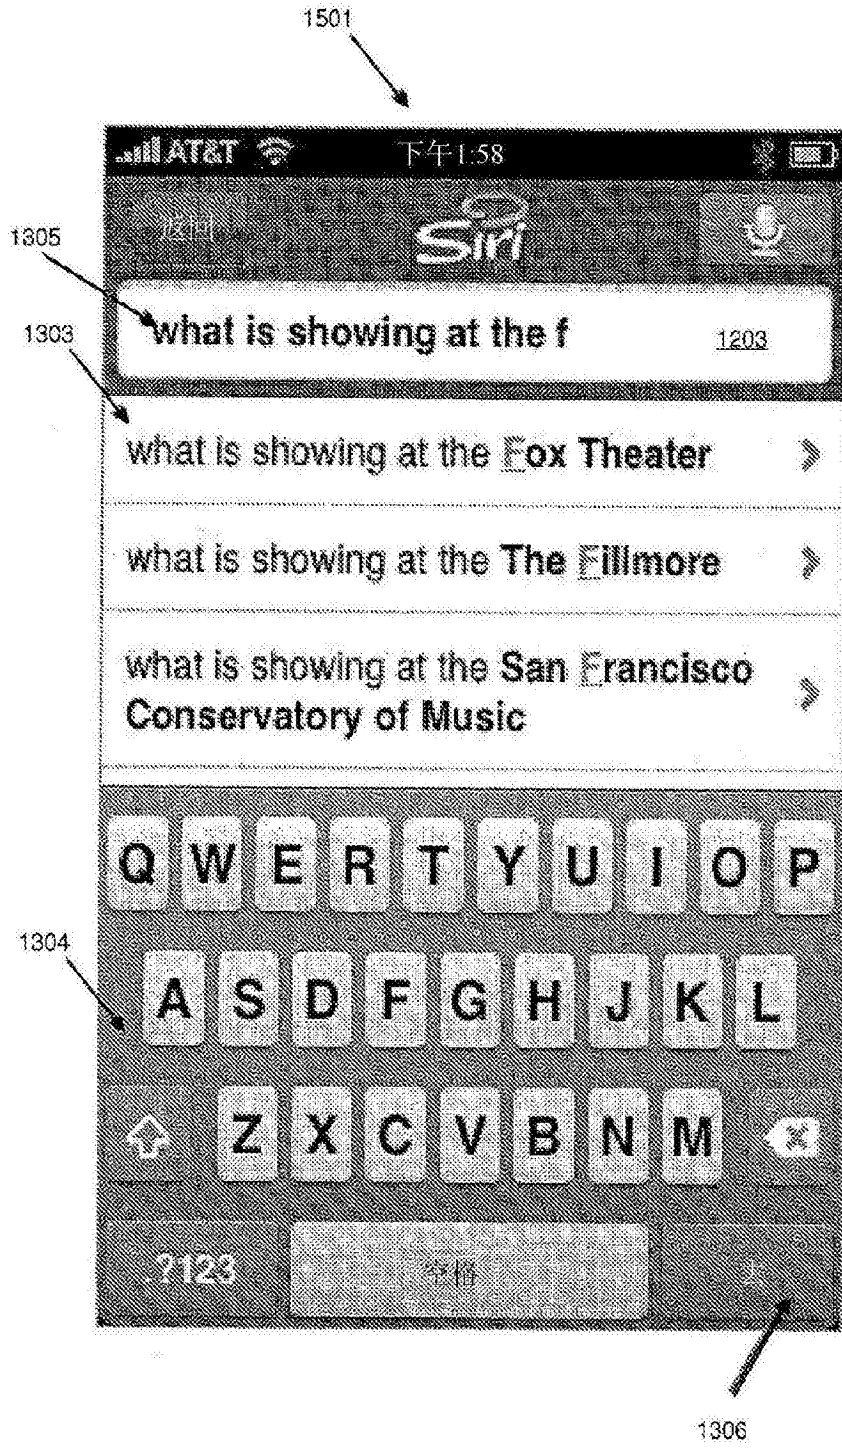 1501
AT&T 下午1:58
返回 Siri
1305
what is showing at the f 1203
1303
what is showing at the Fox Theater
what is showing at the The Fillmore
what is showing at the San Francisco
Conservatory of Music
Q W E R T Y U I O P
1304
A S D F G H J K L
Z X C V B N M
.?123 空格
1306